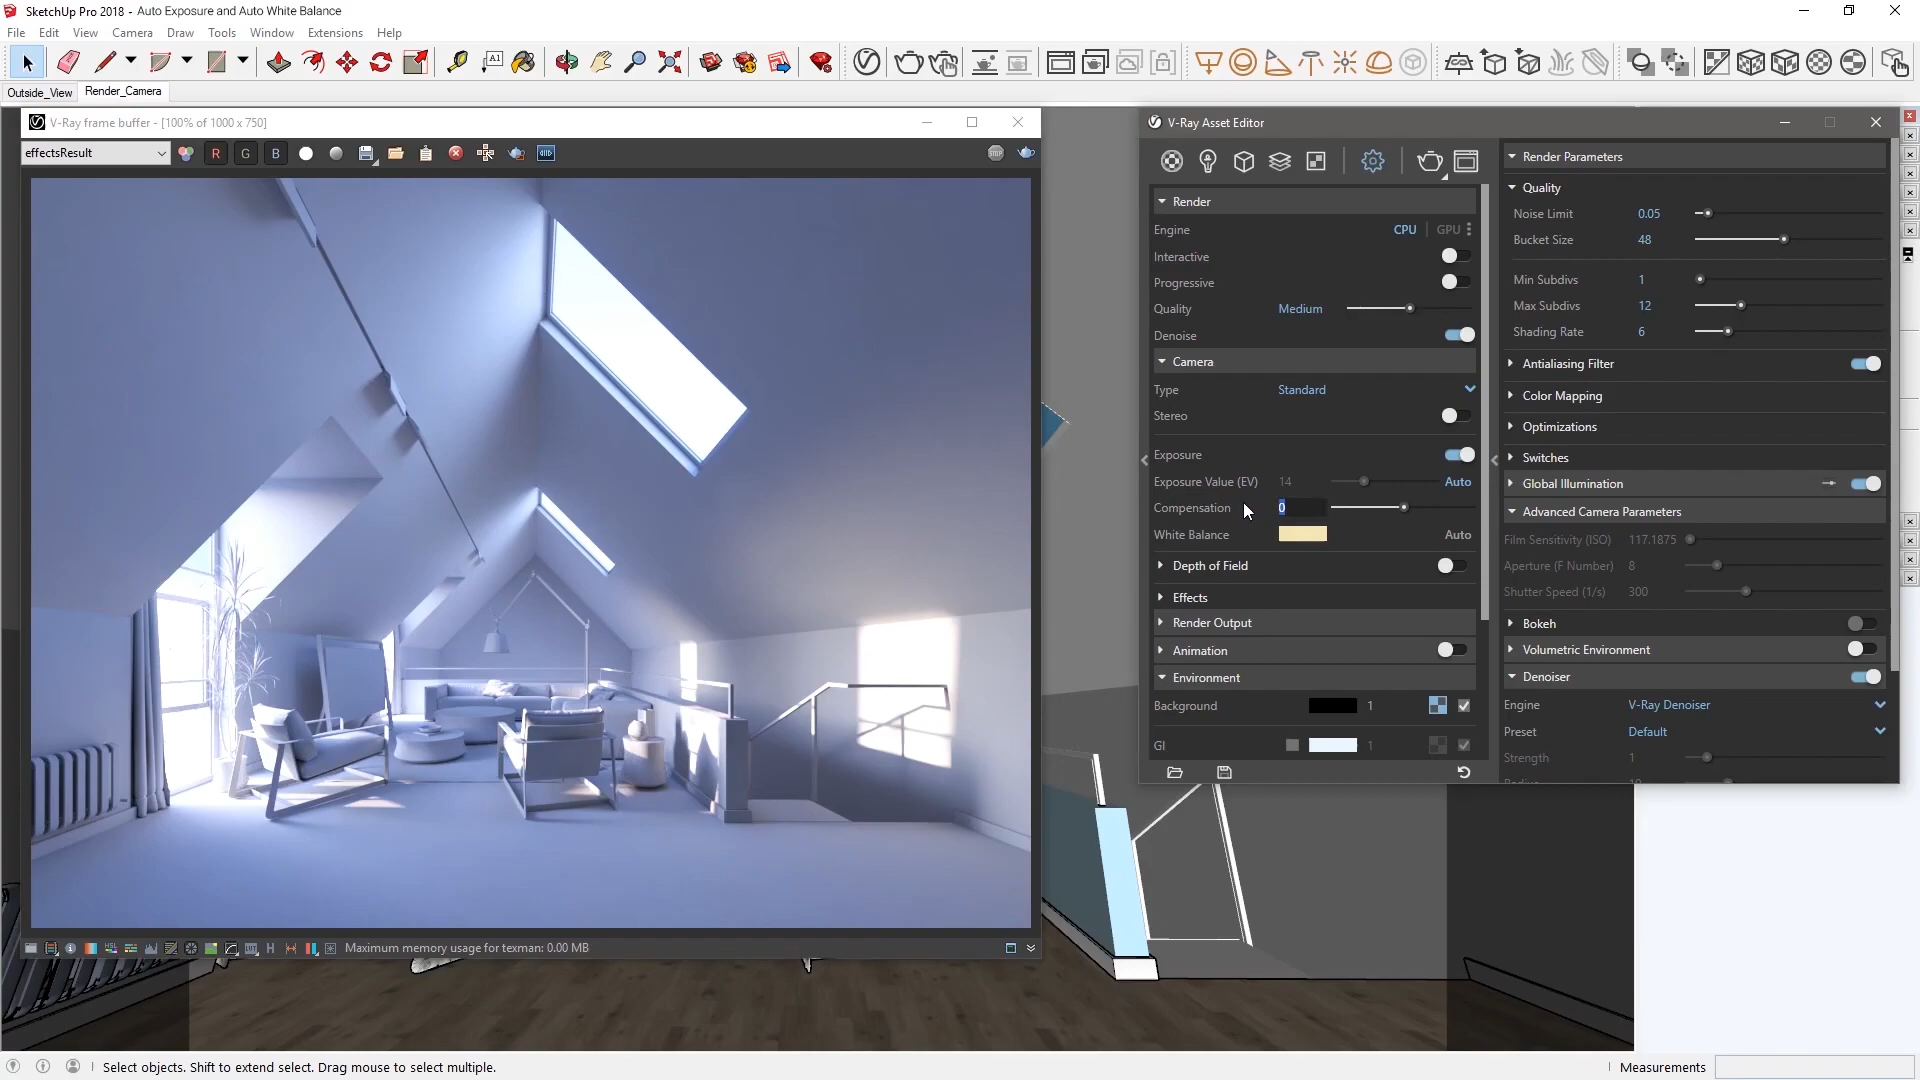 SketchUp Pro 2018 - Auto Exposure and Auto White Balance
File Edit View Camera Draw Tools Window Extensions Help
A1
Outside_View Render_Camera
V-Ray frame buffer - [100% of 1000 x 750]
effectsResult
R G B
STOP
Maximum memory usage for texman: 0.00 MB
HSL
LUT
H
V-Ray Asset Editor
Render
Engine CPU GPU
Interactive
Progressive
Quality Medium
Denoise
Camera
Type Standard
Stereo
Exposure
Exposure Value (EV) 14 Auto
Compensation 0
White Balance Auto
Depth of Field
Effects
Render Output
Animation
Environment
Background 1
GI 1
Render Parameters
Quality
Noise Limit 0.05
Bucket Size 48
Min Subdivs 1
Max Subdivs 12
Shading Rate 6
Antialiasing Filter
Color Mapping
Optimizations
Switches
Global Illumination
Advanced Camera Parameters
Film Sensitivity (ISO) 117.1875
Aperture (F Number) 8
Shutter Speed (1/s) 300
Bokeh
Volumetric Environment
Denoiser
Engine V-Ray Denoiser
Preset Default
Strength 1
Select objects. Shift to extend select. Drag mouse to select multiple.
Measurements